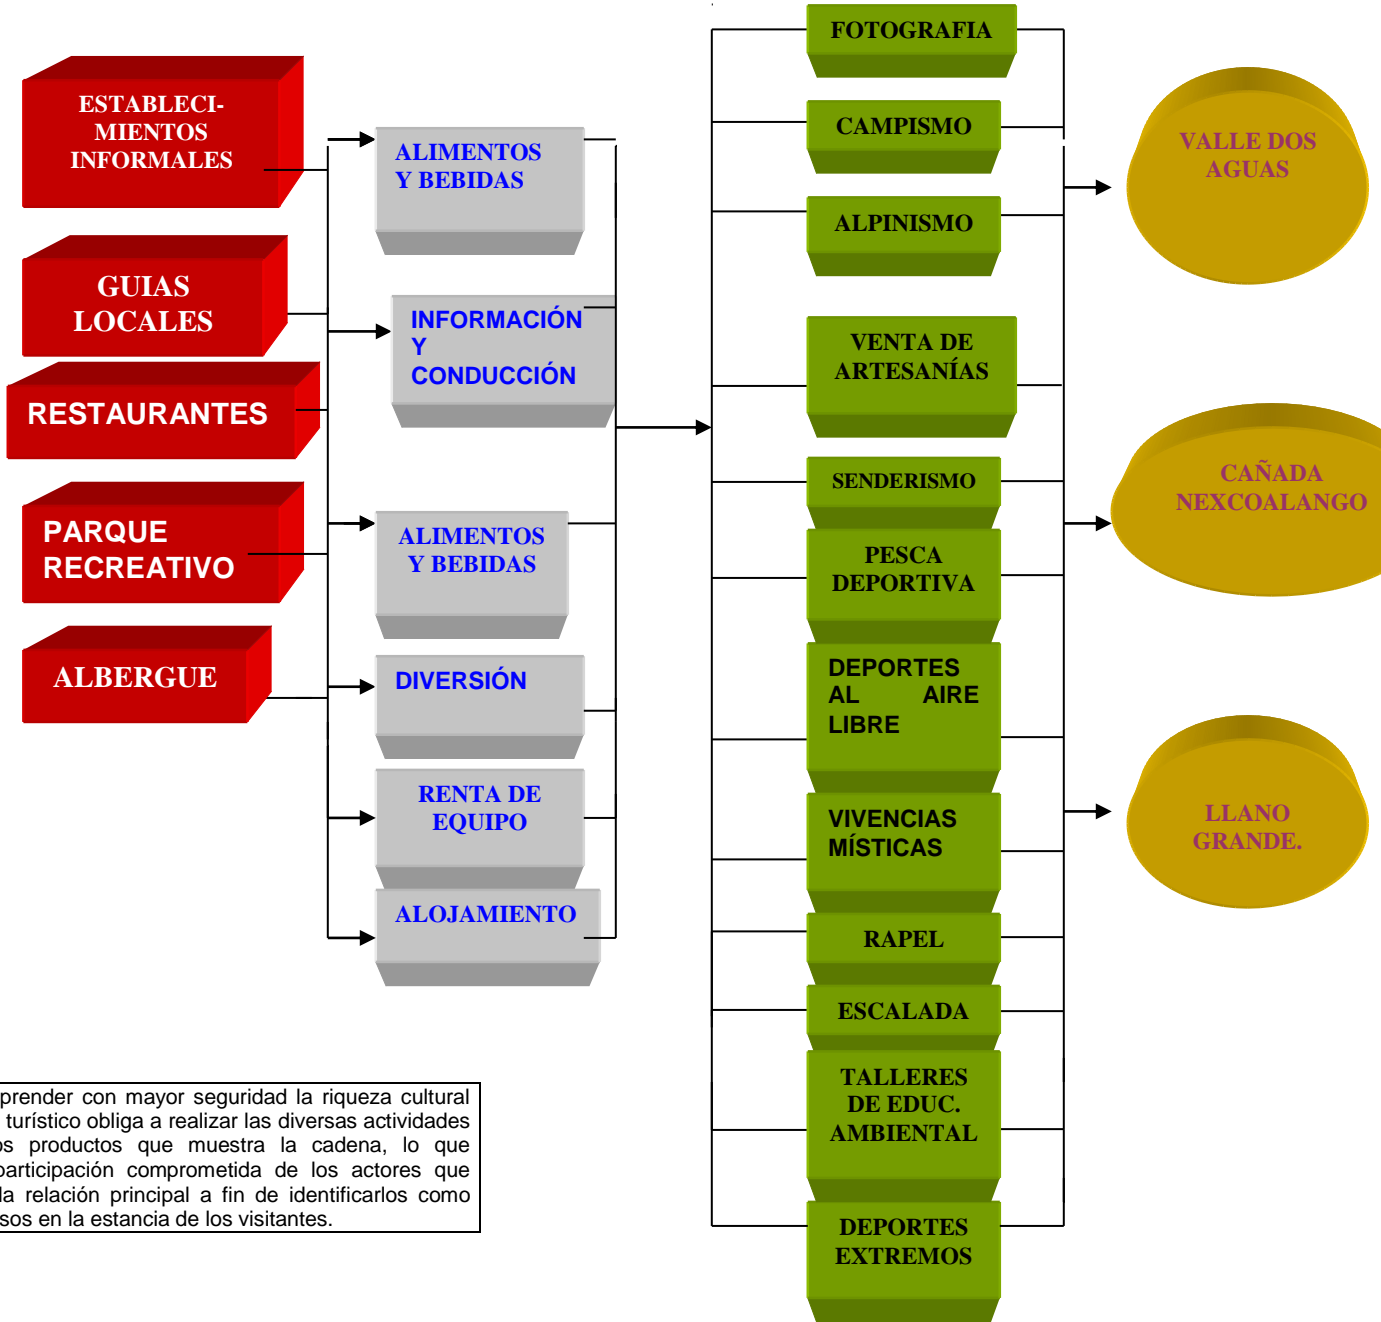 ESTABLECI-
MIENTOS
INFORMALES
GUIAS
LOCALES
RESTAURANTES
PARQUE
RECREATIVO
ALBERGUE
ALIMENTOS
Y BEBIDAS
INFORMACIÓN
Y
CONDUCCIÓN
ALIMENTOS
Y BEBIDAS
DIVERSIÓN
RENTA DE
EQUIPO
ALOJAMIENTO
FOTOGRAFIA
CAMPISMO
ALPINISMO
VENTA DE
ARTESANÍAS
SENDERISMO
PESCA
DEPORTIVA
DEPORTES
AL AIRE
LIBRE
VIVENCIAS
MÍSTICAS
RAPEL
ESCALADA
TALLERES
DE EDUC.
AMBIENTAL
DEPORTES
EXTREMOS
VALLE DOS
AGUAS
CAÑADA
NEXCOALANGO
LLANO
GRANDE.
prender con mayor seguridad la riqueza cultural
turístico obliga a realizar las diversas actividades
os productos que muestra la cadena, lo que
participación comprometida de los actores que
la relación principal a fin de identificarlos como
sos en la estancia de los visitantes.